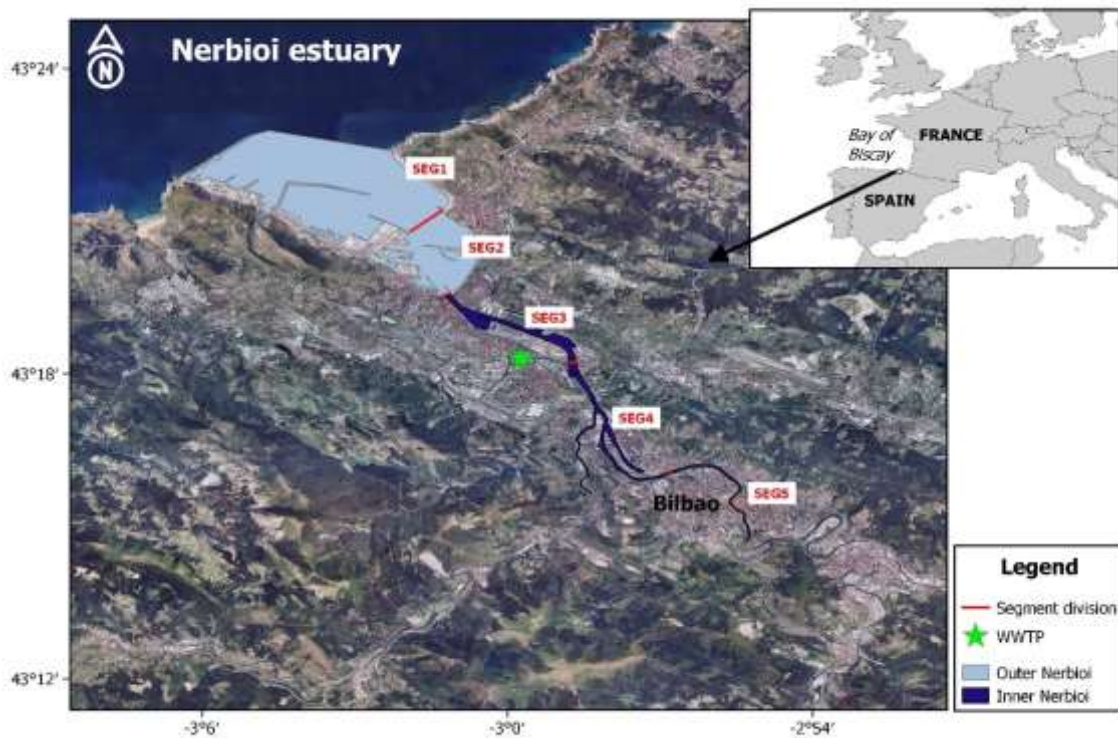 Nerbioi estuary
N
43°24′
43°18′
43°12′
-3°6′
-3°0′
-2°54′
SEG1
SEG2
SEG3
SEG4
SEG5
Bilbao
Bay of
Biscay
FRANCE
SPAIN
Legend
Segment division
WWTP
Outer Nerbioi
Inner Nerbioi